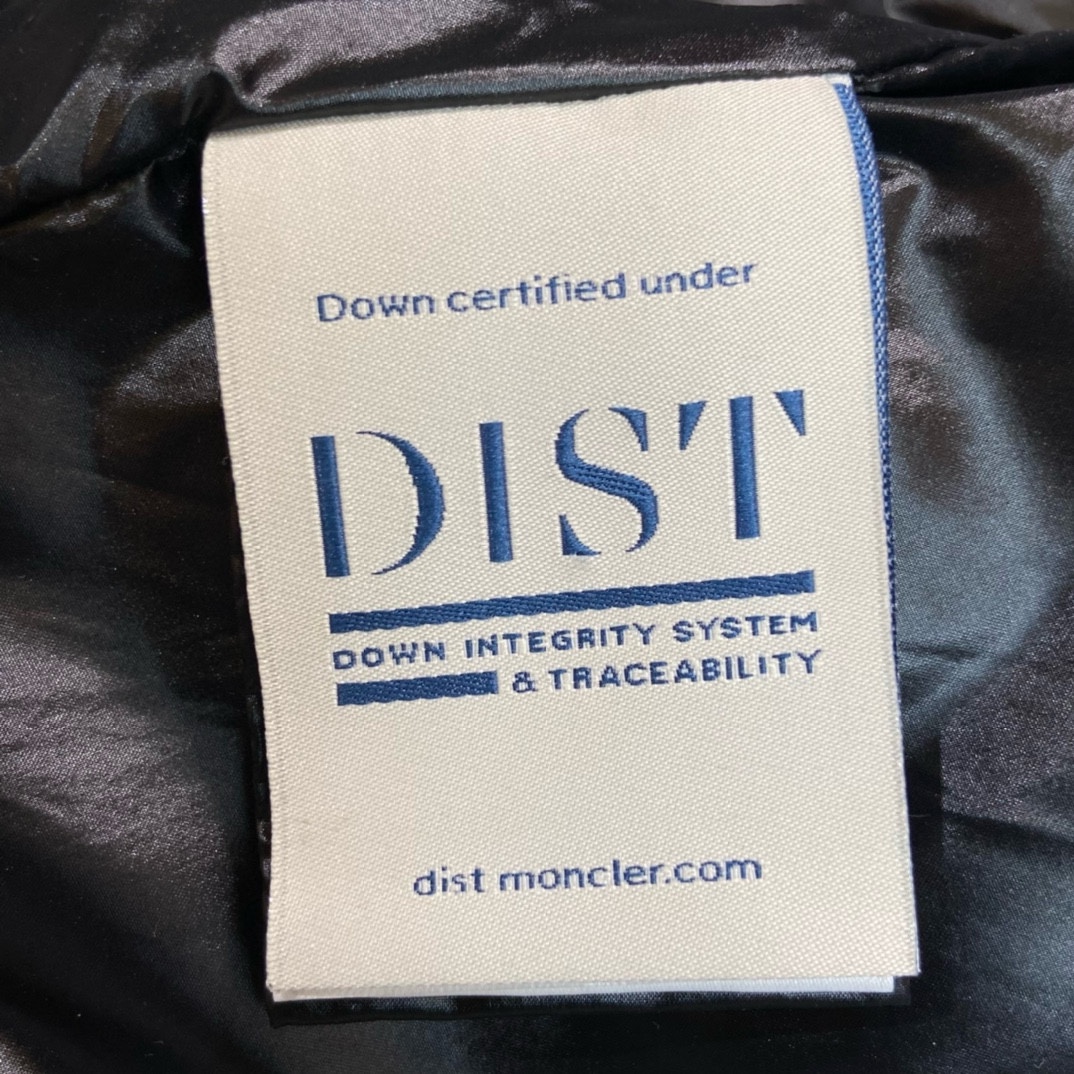 Down certified under
DIST
DOWN INTEGRITY SYSTEM
& TRACEABILITY
dist moncler.com